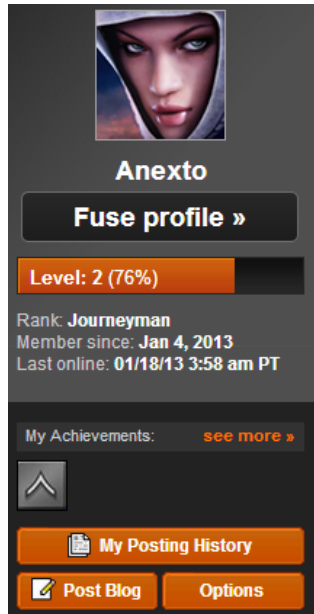 Anexto
Fuse profile »
Level: 2 (76%)
Rank: Journeyman
Member since: Jan 4, 2013
Last online: 01/18/13 3:58 am PT
My Achievements: see more »
My Posting History
Post Blog Options